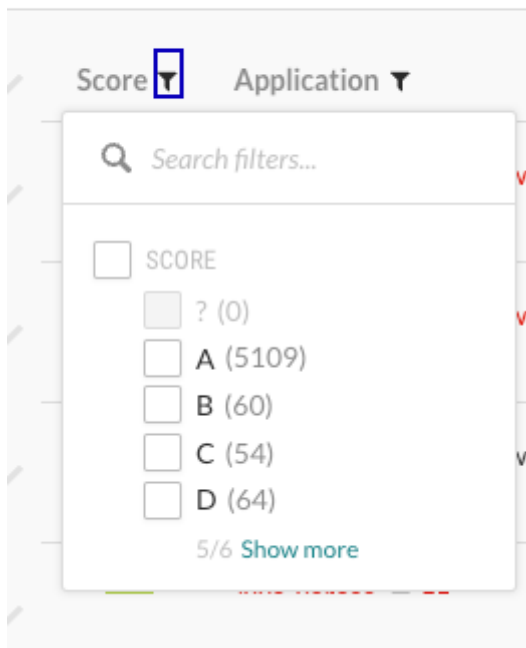 Score Application
Search filters...
SCORE
? (0)
A (5109)
B (60)
C (54)
D (64)
5/6 Show more